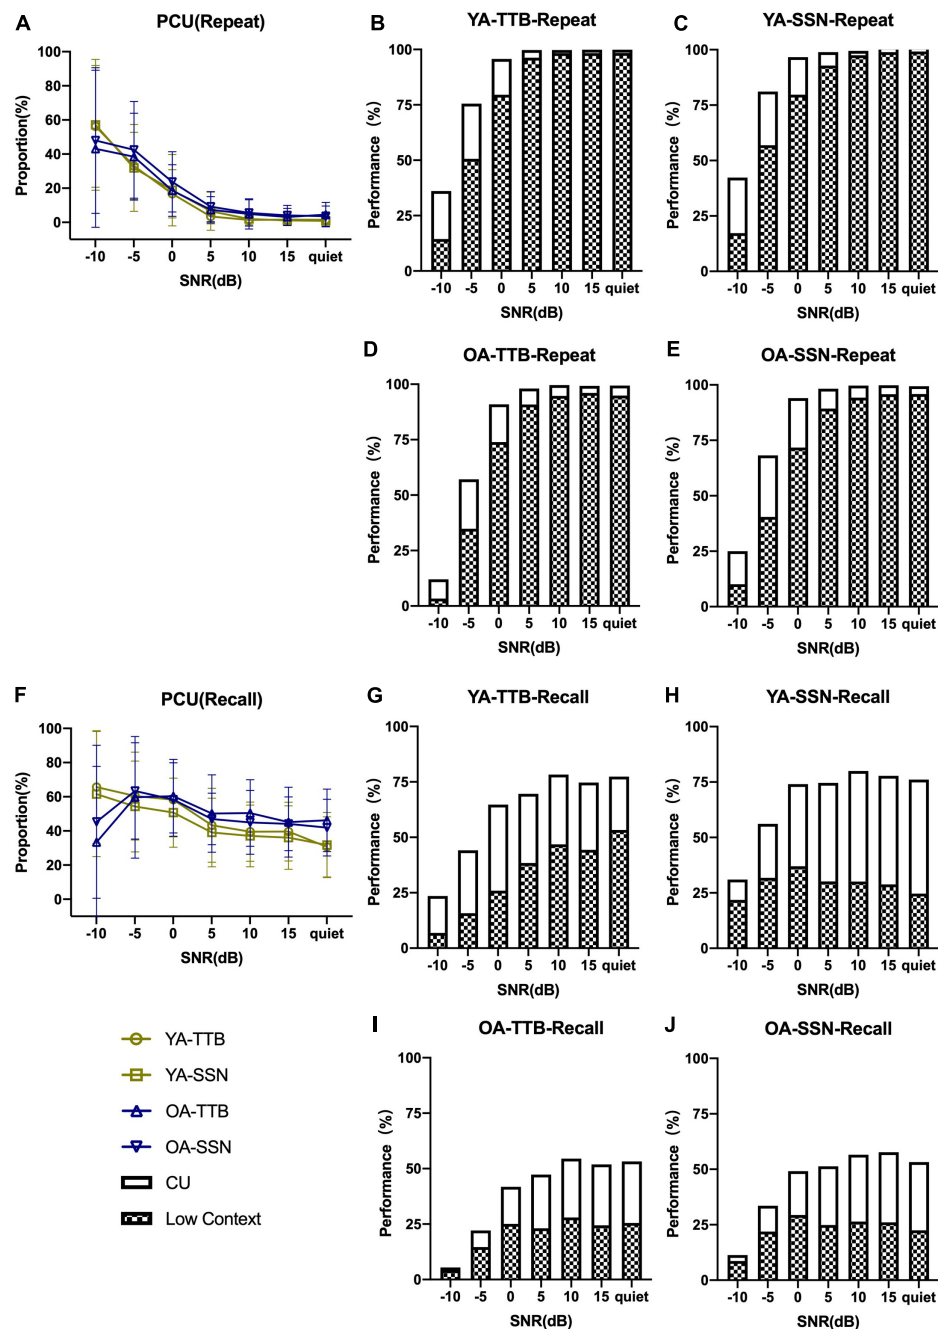 A
PCU(Repeat)
Proportion(%)
100
80
60
40
20
0
-10 -5 0 5 10 15 quiet
SNR(dB)
B
YA-TTB-Repeat
Performance (%)
100
75
50
25
0
-10 -5 0 5 10 15 quiet
SNR(dB)
C
YA-SSN-Repeat
Performance (%)
100
75
50
25
0
-10 -5 0 5 10 15 quiet
SNR(dB)
D
OA-TTB-Repeat
Performance (%)
100
75
50
25
0
-10 -5 0 5 10 15 quiet
SNR(dB)
E
OA-SSN-Repeat
Performance (%)
100
75
50
25
0
-10 -5 0 5 10 15 quiet
SNR(dB)
F
PCU(Recall)
Proportion(%)
100
80
60
40
20
0
-10 -5 0 5 10 15 quiet
SNR(dB)
G
YA-TTB-Recall
Performance (%)
100
75
50
25
0
-10 -5 0 5 10 15 quiet
SNR(dB)
H
YA-SSN-Recall
Performance (%)
100
75
50
25
0
-10 -5 0 5 10 15 quiet
SNR(dB)
YA-TTB
YA-SSN
OA-TTB
OA-SSN
CU
Low Context
I
OA-TTB-Recall
Performance (%)
100
75
50
25
0
-10 -5 0 5 10 15 quiet
SNR(dB)
J
OA-SSN-Recall
Performance (%)
100
75
50
25
0
-10 -5 0 5 10 15 quiet
SNR(dB)